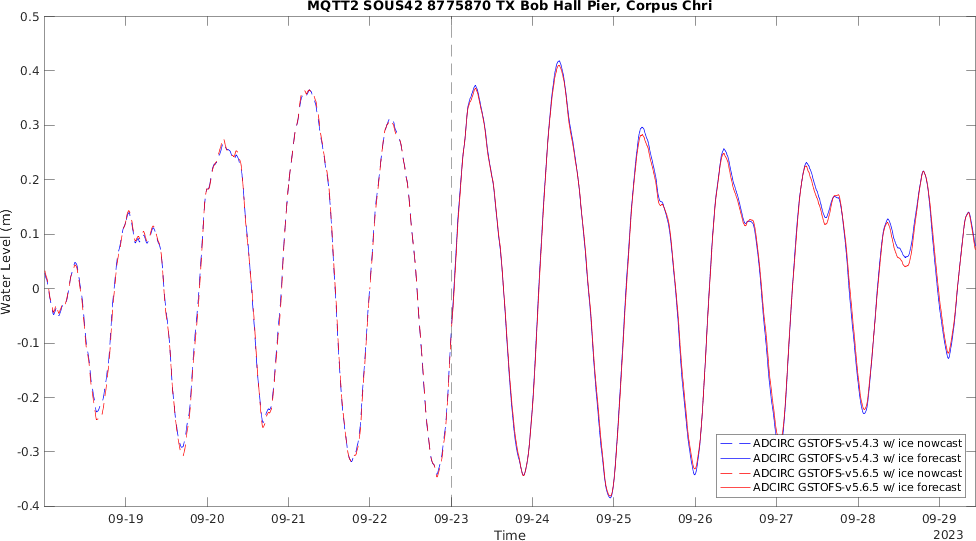 MQTT2 SOUS42 8775870 TX Bob Hall Pier, Corpus Chri
0.5
0.4
0.3
0.2
0.1
0
-0.1
-0.2
-0.3
-0.4
Water Level (m)
ADCIRC GSTOFS-v5.4.3 w/ ice nowcast
ADCIRC GSTOFS-v5.4.3 w/ ice forecast
ADCIRC GSTOFS-v5.6.5 w/ ice nowcast
ADCIRC GSTOFS-v5.6.5 w/ ice forecast
09-19 09-20 09-21 09-22 09-23 09-24 09-25 09-26 09-27 09-28 09-29
Time
2023